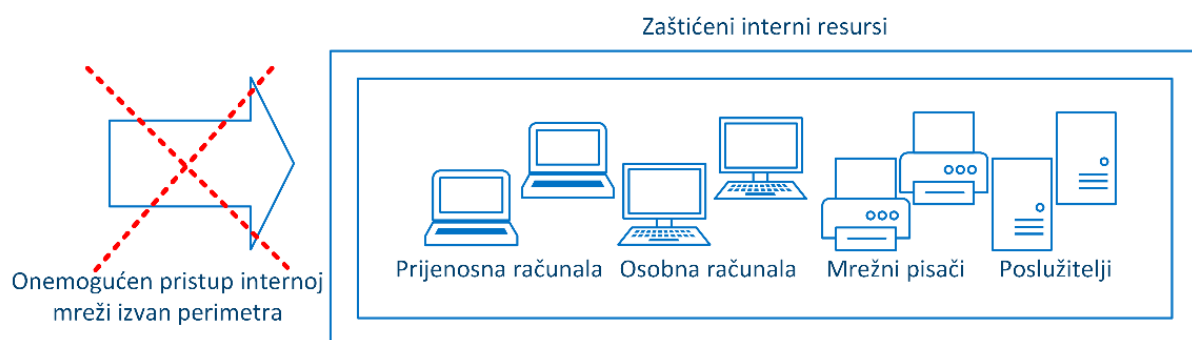 Zaštićeni interni resursi
Prijenosna računala
Osobna računala
Mrežni pisači
Poslužitelji
Onemogućen pristup internoj
mreži izvan perimetra